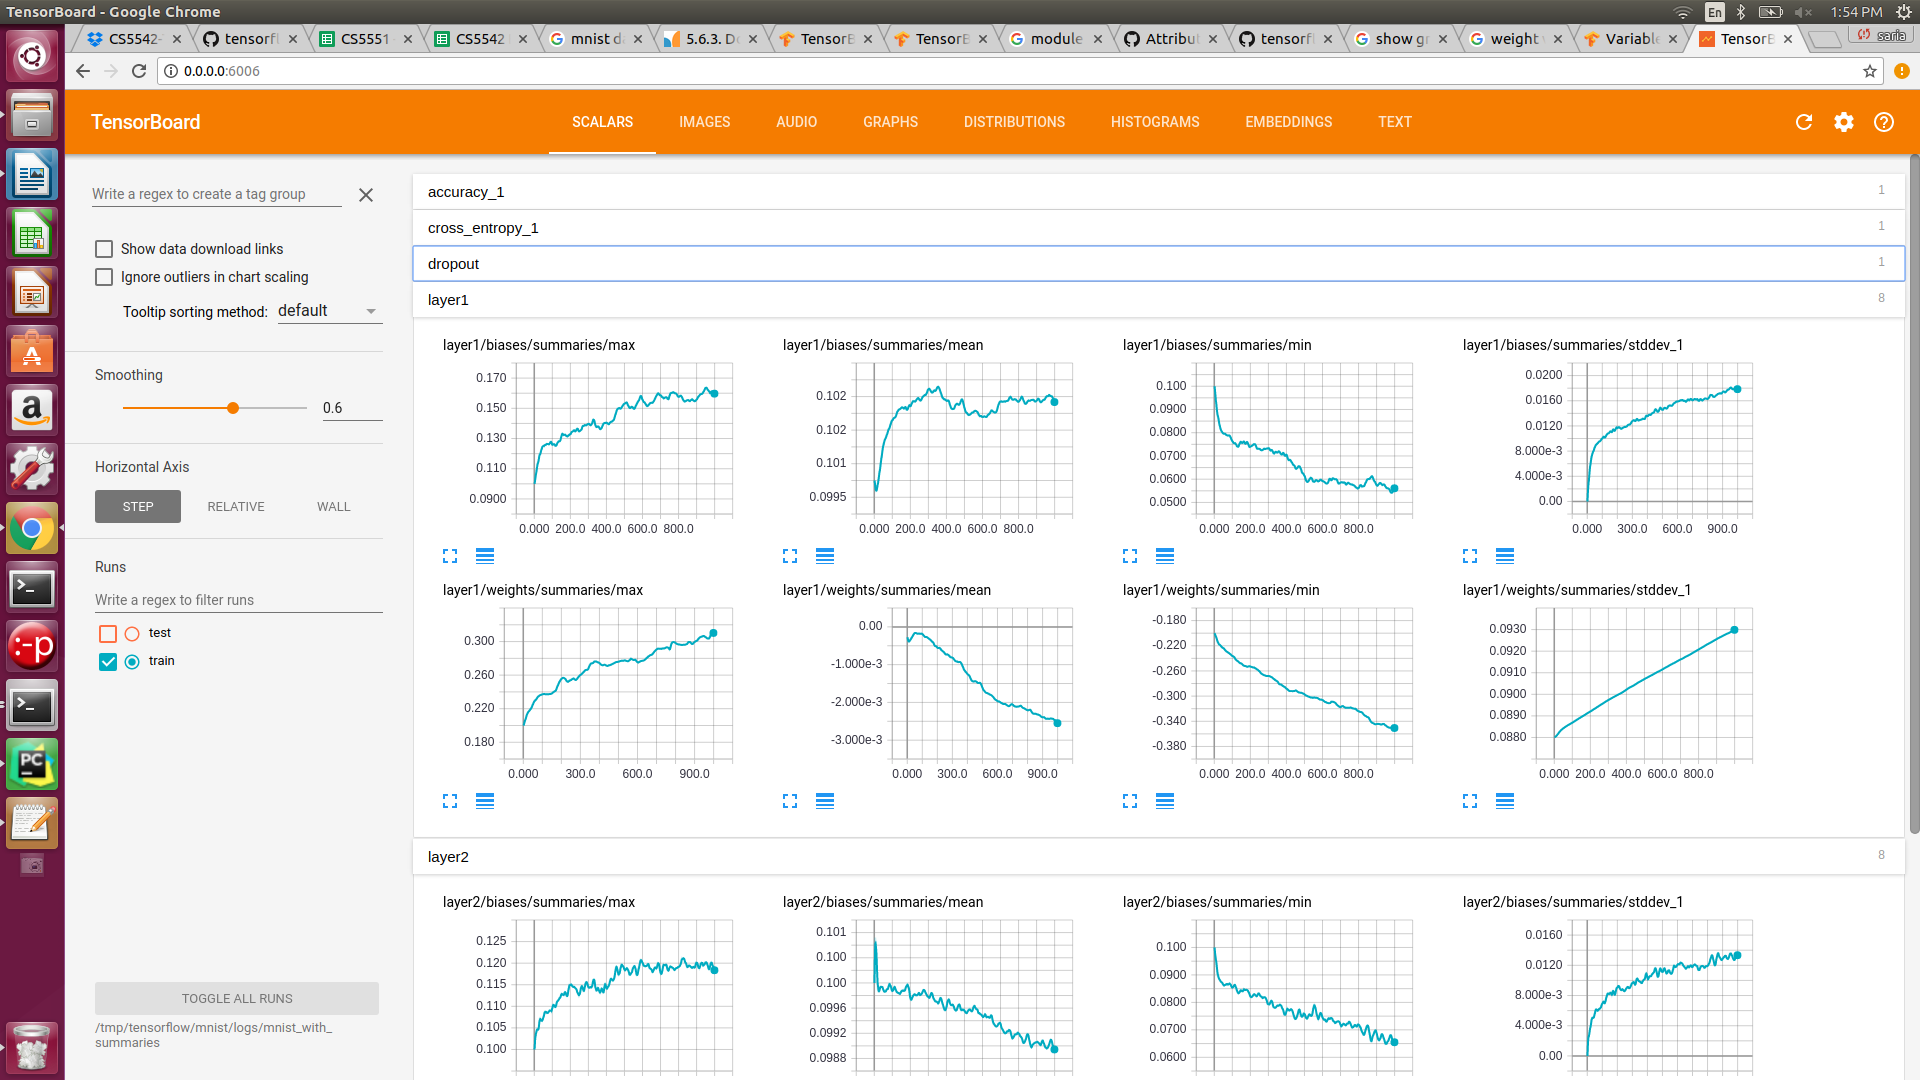 TensorBoard - Google Chrome
En
1:54 PM
CS5542-
tensorfl
CS5551
CS5542
mnist d
5.6.3. D
TensorB
TensorB
module
Attribut
tensorfl
show gr
weight
Variable
TensorB
saria
0.0.0.0:6006
TensorBoard
SCALARS
IMAGES
AUDIO
GRAPHS
DISTRIBUTIONS
HISTOGRAMS
EMBEDDINGS
TEXT
Write a regex to create a tag group
Show data download links
Ignore outliers in chart scaling
Tooltip sorting method: default
Smoothing
0.6
Horizontal Axis
STEP
RELATIVE
WALL
Runs
Write a regex to filter runs
test
train
TOGGLE ALL RUNS
/tmp/tensorflow/mnist/logs/mnist_with_
summaries
accuracy_1 1
cross_entropy_1 1
dropout 1
layer1 8
layer1/biases/summaries/max
0.170
0.150
0.130
0.110
0.0900
0.000 200.0 400.0 600.0 800.0
layer1/biases/summaries/mean
0.102
0.102
0.101
0.0995
0.000 200.0 400.0 600.0 800.0
layer1/biases/summaries/min
0.100
0.0900
0.0800
0.0700
0.0600
0.0500
0.000 200.0 400.0 600.0 800.0
layer1/biases/summaries/stddev_1
0.0200
0.0160
0.0120
8.000e-3
4.000e-3
0.00
0.000 300.0 600.0 900.0
layer1/weights/summaries/max
0.300
0.260
0.220
0.180
0.000 300.0 600.0 900.0
layer1/weights/summaries/mean
0.00
-1.000e-3
-2.000e-3
-3.000e-3
0.000 300.0 600.0 900.0
layer1/weights/summaries/min
-0.180
-0.220
-0.260
-0.300
-0.340
-0.380
0.000 200.0 400.0 600.0 800.0
layer1/weights/summaries/stddev_1
0.0930
0.0920
0.0910
0.0900
0.0890
0.0880
0.000 200.0 400.0 600.0 800.0
layer2 8
layer2/biases/summaries/max
0.125
0.120
0.115
0.110
0.105
0.100
layer2/biases/summaries/mean
0.101
0.100
0.100
0.0996
0.0992
0.0988
layer2/biases/summaries/min
0.100
0.0900
0.0800
0.0700
0.0600
layer2/biases/summaries/stddev_1
0.0160
0.0120
8.000e-3
4.000e-3
0.00